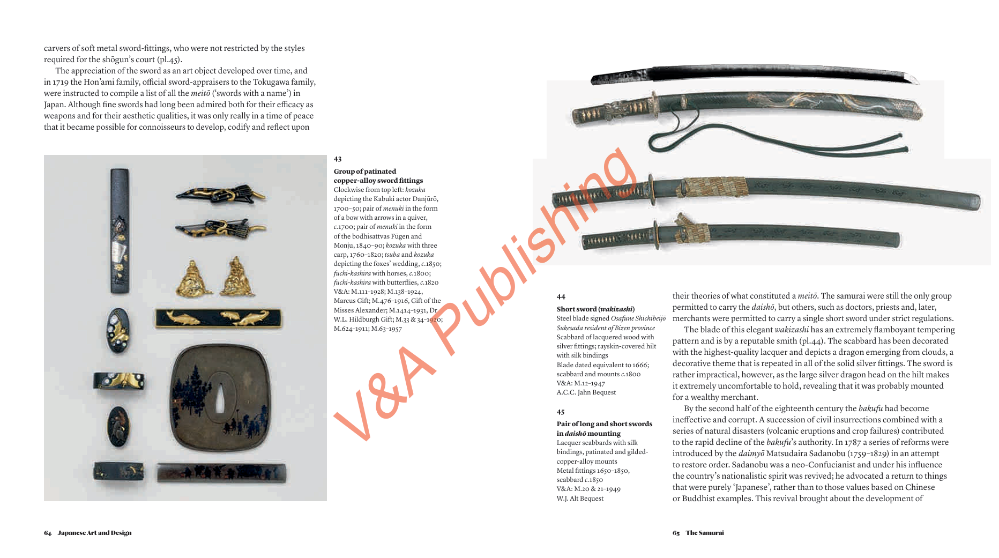 carvers of soft metal sword-fittings, who were not restricted by the styles
required for the shōgun’s court (pl.45).
The appreciation of the sword as an art object developed over time, and
in 1719 the Hon’ami family, official sword-appraisers to the Tokugawa family,
were instructed to compile a list of all the meitō (‘swords with a name’) in
Japan. Although fine swords had long been admired both for their efficacy as
weapons and for their aesthetic qualities, it was only really in a time of peace
that it became possible for connoisseurs to develop, codify and reflect upon
43
Group of patinated
copper-alloy sword fittings
Clockwise from top left: kozuka
depicting the Kabuki actor Danjūrō,
1700–50; pair of menuki in the form
of a bow with arrows in a quiver,
c.1700; pair of menuki in the form
of the bodhisattvas Fūgen and
Monju, 1840–90; kozuka with three
carp, 1760–1820; tsuba and kozuka
depicting the foxes’ wedding, c.1850;
fuchi-kashira with horses, c.1800;
fuchi-kashira with butterflies, c.1820
V&A: M.111–1928; M.138–1924,
Marcus Gift; M.476–1916, Gift of the
Misses Alexander; M.1414–1931, Dr
W.L. Hildburgh Gift; M.33 & 34–1920;
M.624–1911; M.63–1957
64 Japanese Art and Design
V&A Publishing
44
Short sword (wakizashi)
Steel blade signed Osafune Shichibeijō
Sukesada resident of Bizen province
Scabbard of lacquered wood with
silver fittings; rayskin-covered hilt
with silk bindings
Blade dated equivalent to 1666;
scabbard and mounts c.1800
V&A: M.12–1947
A.C.C. Jahn Bequest
45
Pair of long and short swords
in daishō mounting
Lacquer scabbards with silk
bindings, patinated and gilded-
copper-alloy mounts
Metal fittings 1650–1850,
scabbard c.1850
V&A: M.20 & 21–1949
W.J. Alt Bequest
their theories of what constituted a meitō. The samurai were still the only group
permitted to carry the daishō, but others, such as doctors, priests and, later,
merchants were permitted to carry a single short sword under strict regulations.
The blade of this elegant wakizashi has an extremely flamboyant tempering
pattern and is by a reputable smith (pl.44). The scabbard has been decorated
with the highest-quality lacquer and depicts a dragon emerging from clouds, a
decorative theme that is repeated in all of the solid silver fittings. The sword is
rather impractical, however, as the large silver dragon head on the hilt makes
it extremely uncomfortable to hold, revealing that it was probably mounted
for a wealthy merchant.
By the second half of the eighteenth century the bakufu had become
ineffective and corrupt. A succession of civil insurrections combined with a
series of natural disasters (volcanic eruptions and crop failures) contributed
to the rapid decline of the bakufu’s authority. In 1787 a series of reforms were
introduced by the daimyō Matsudaira Sadanobu (1759–1829) in an attempt
to restore order. Sadanobu was a neo-Confucianist and under his influence
the country’s nationalistic spirit was revived; he advocated a return to things
that were purely ‘Japanese’, rather than to those values based on Chinese
or Buddhist examples. This revival brought about the development of
65 The Samurai